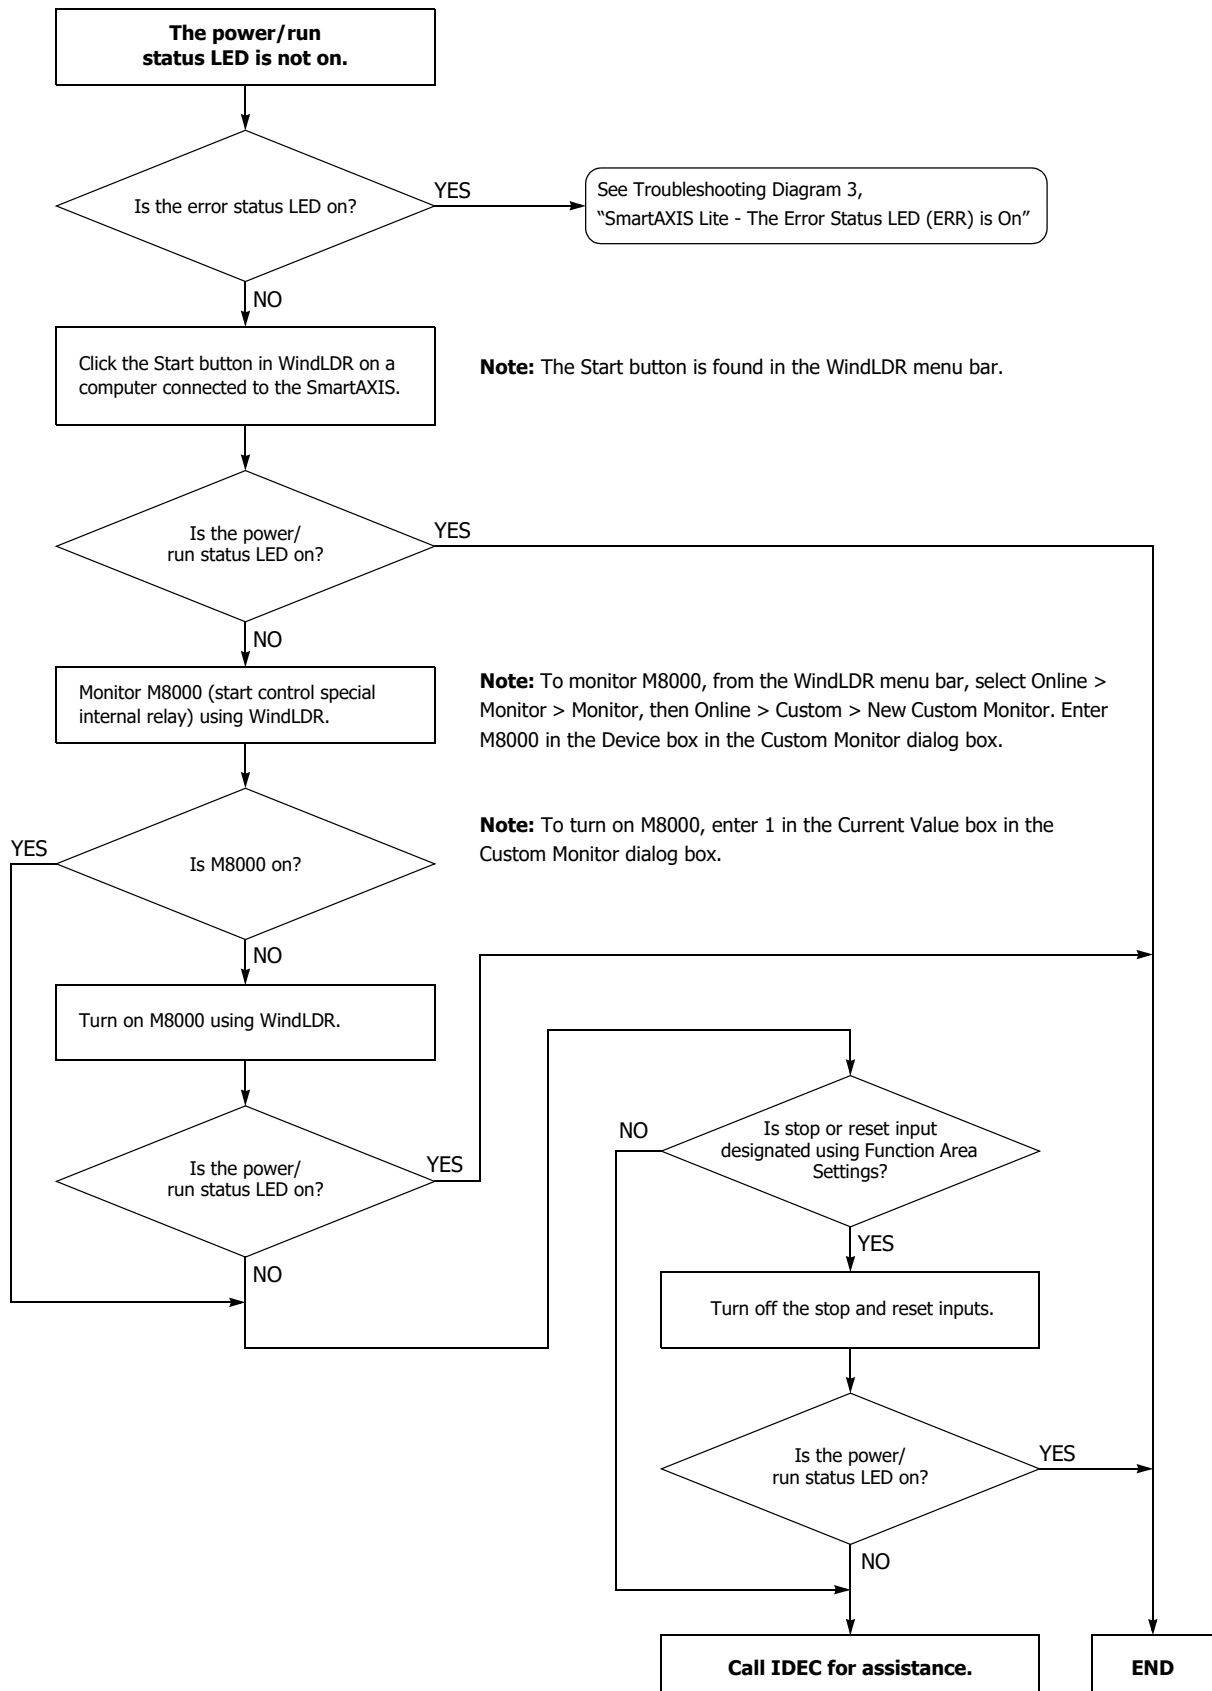 The power/run
status LED is not on.
Is the error status LED on?
YES
See Troubleshooting Diagram 3,
“SmartAXIS Lite - The Error Status LED (ERR) is On”
NO
Click the Start button in WindLDR on a
computer connected to the SmartAXIS.
Note: The Start button is found in the WindLDR menu bar.
Is the power/
run status LED on?
YES
NO
Monitor M8000 (start control special
internal relay) using WindLDR.
Note: To monitor M8000, from the WindLDR menu bar, select Online >
Monitor > Monitor, then Online > Custom > New Custom Monitor. Enter
M8000 in the Device box in the Custom Monitor dialog box.
Note: To turn on M8000, enter 1 in the Current Value box in the
Custom Monitor dialog box.
YES
Is M8000 on?
NO
Turn on M8000 using WindLDR.
Is the power/
run status LED on?
YES
NO
NO
Is stop or reset input
designated using Function Area
Settings?
YES
Turn off the stop and reset inputs.
Is the power/
run status LED on?
YES
NO
Call IDEC for assistance.
END